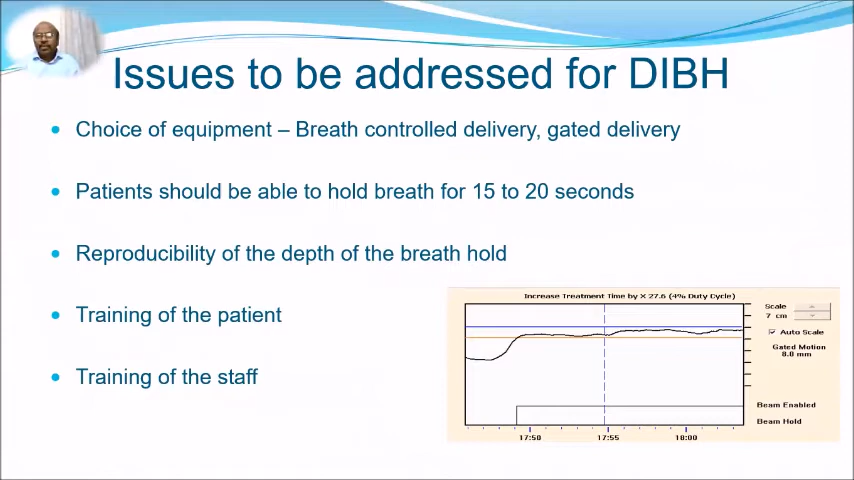 Issues to be addressed for DIBH
• Choice of equipment – Breath controlled delivery, gated delivery
• Patients should be able to hold breath for 15 to 20 seconds
• Reproducibility of the depth of the breath hold
• Training of the patient
• Training of the staff
Increase Treatment Time by X 27.6 (4% Duty Cycle)
Scale
7 cm
Auto Scale
Gated Motion
8.0 mm
Beam Enabled
Beam Hold
17:50 17:55 18:00